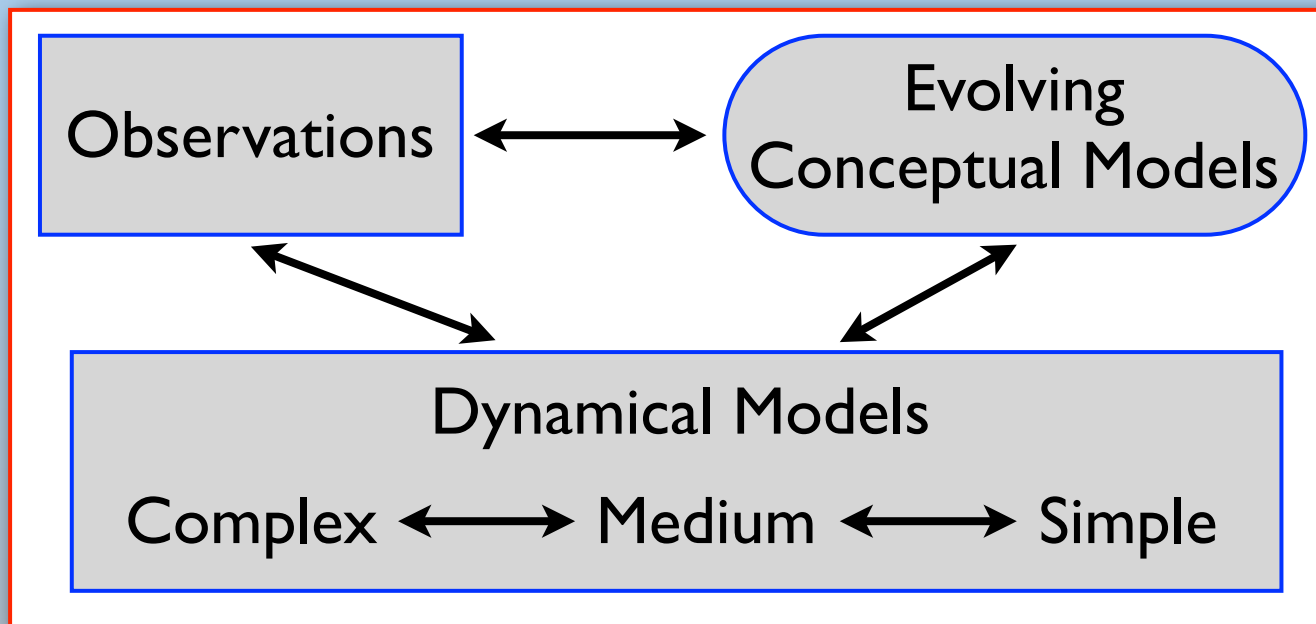 Observations
Evolving
Conceptual Models
Dynamical Models
Complex Medium Simple